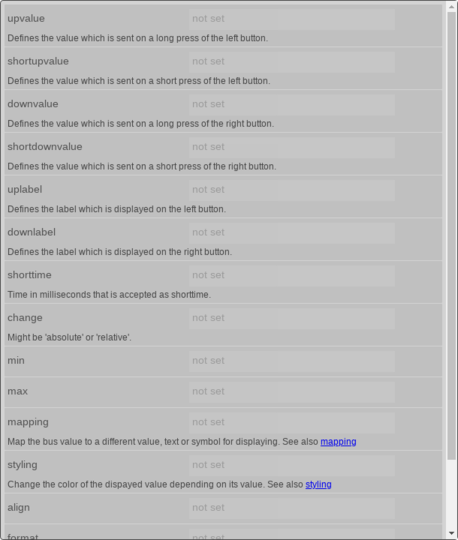 upvalue not set
Defines the value which is sent on a long press of the left button.
shortupvalue not set
Defines the value which is sent on a short press of the left button.
downvalue not set
Defines the value which is sent on a long press of the right button.
shortdownvalue not set
Defines the value which is sent on a short press of the right button.
uplabel not set
Defines the label which is displayed on the left button.
downlabel not set
Defines the label which is displayed on the right button.
shorttime not set
Time in milliseconds that is accepted as shorttime.
change not set
Might be 'absolute' or 'relative'.
min not set
max not set
mapping not set
Map the bus value to a different value, text or symbol for displaying. See also mapping
styling not set
Change the color of the dispayed value depending on its value. See also styling
align not set
format not set